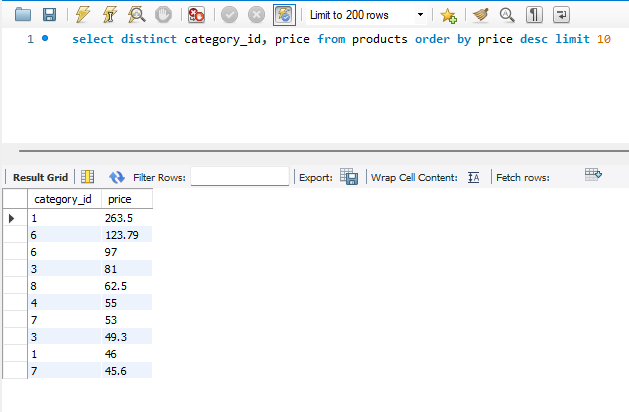 Limit to 200 rows
1 select distinct category_id, price from products order by price desc limit 10
Result Grid Filter Rows: Export: Wrap Cell Content: Fetch rows:
category_id price
1 263.5
6 123.79
6 97
3 81
8 62.5
4 55
7 53
3 49.3
1 46
7 45.6